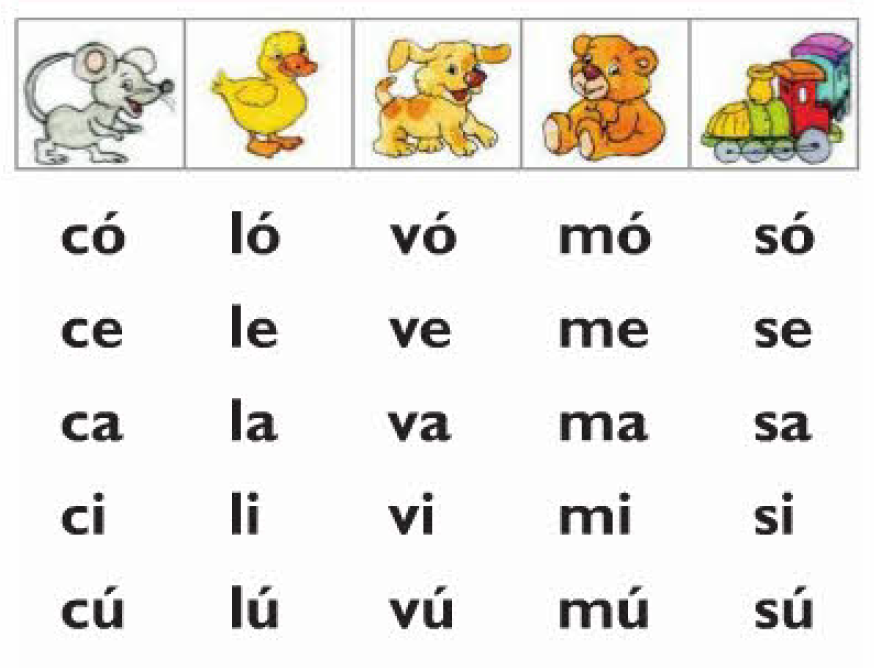 có ló vó mó só
ce le ve me se
ca la va ma sa
ci li vi mi si
cú lú vú mú sú